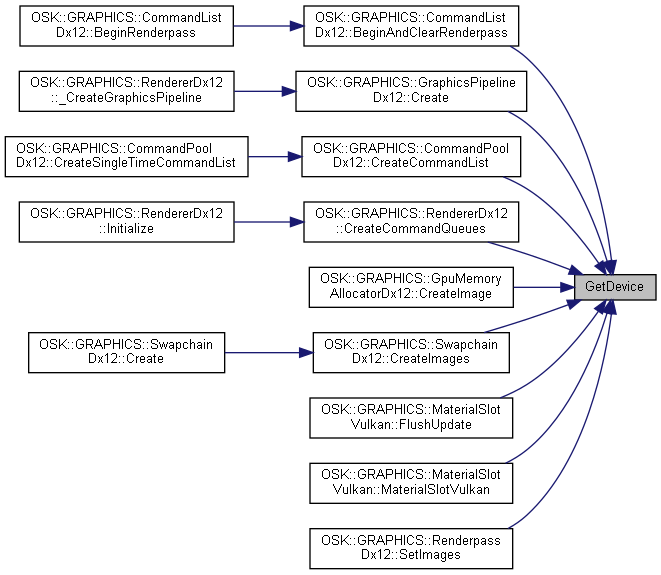 OSK::GRAPHICS::CommandList
Dx12::BeginRenderpass
OSK::GRAPHICS::CommandList
Dx12::BeginAndClearRenderpass
OSK::GRAPHICS::RendererDx12
::_CreateGraphicsPipeline
OSK::GRAPHICS::GraphicsPipeline
Dx12::Create
OSK::GRAPHICS::CommandPool
Dx12::CreateSingleTimeCommandList
OSK::GRAPHICS::CommandPool
Dx12::CreateCommandList
OSK::GRAPHICS::RendererDx12
::Initialize
OSK::GRAPHICS::RendererDx12
::CreateCommandQueues
OSK::GRAPHICS::GpuMemory
AllocatorDx12::CreateImage
GetDevice
OSK::GRAPHICS::Swapchain
Dx12::Create
OSK::GRAPHICS::Swapchain
Dx12::CreateImages
OSK::GRAPHICS::MaterialSlot
Vulkan::FlushUpdate
OSK::GRAPHICS::MaterialSlot
Vulkan::MaterialSlotVulkan
OSK::GRAPHICS::Renderpass
Dx12::SetImages